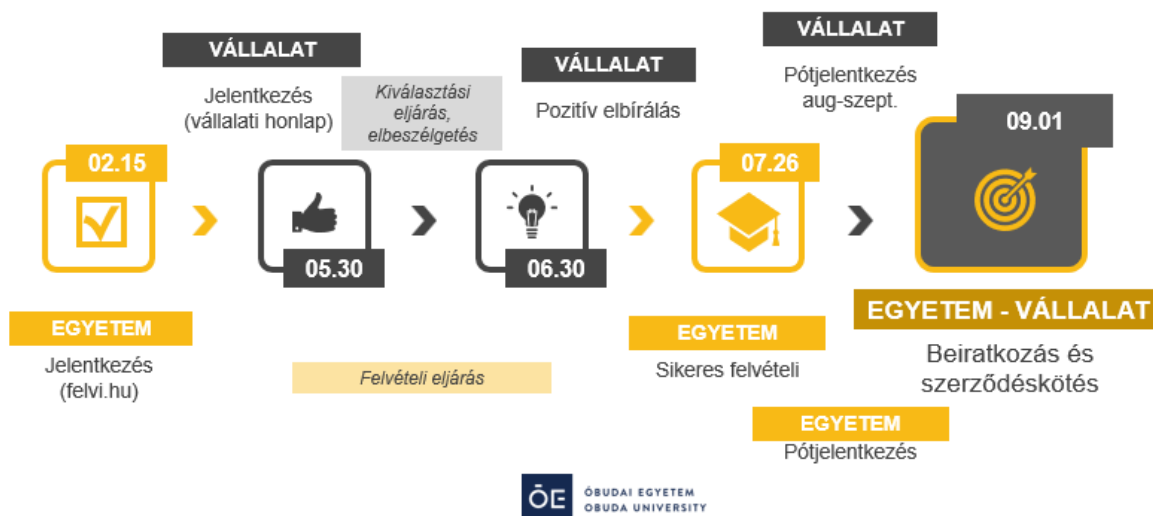 VÁLLALAT
Jelentkezés
(vállalati honlap)
Kiválasztási
eljárás,
elbeszélgetés
VÁLLALAT
Pozitív elbírálás
VÁLLALAT
Pótjelentkezés
aug-szept.
02.15
05.30
06.30
07.26
09.01
EGYETEM
Jelentkezés
(felvi.hu)
Felvételi eljárás
EGYETEM
Sikeres felvételi
EGYETEM
Pótjelentkezés
EGYETEM - VÁLLALAT
Beiratkozás és
szerződéskötés
ŌE
ÓBUDAI EGYETEM
OBUDA UNIVERSITY